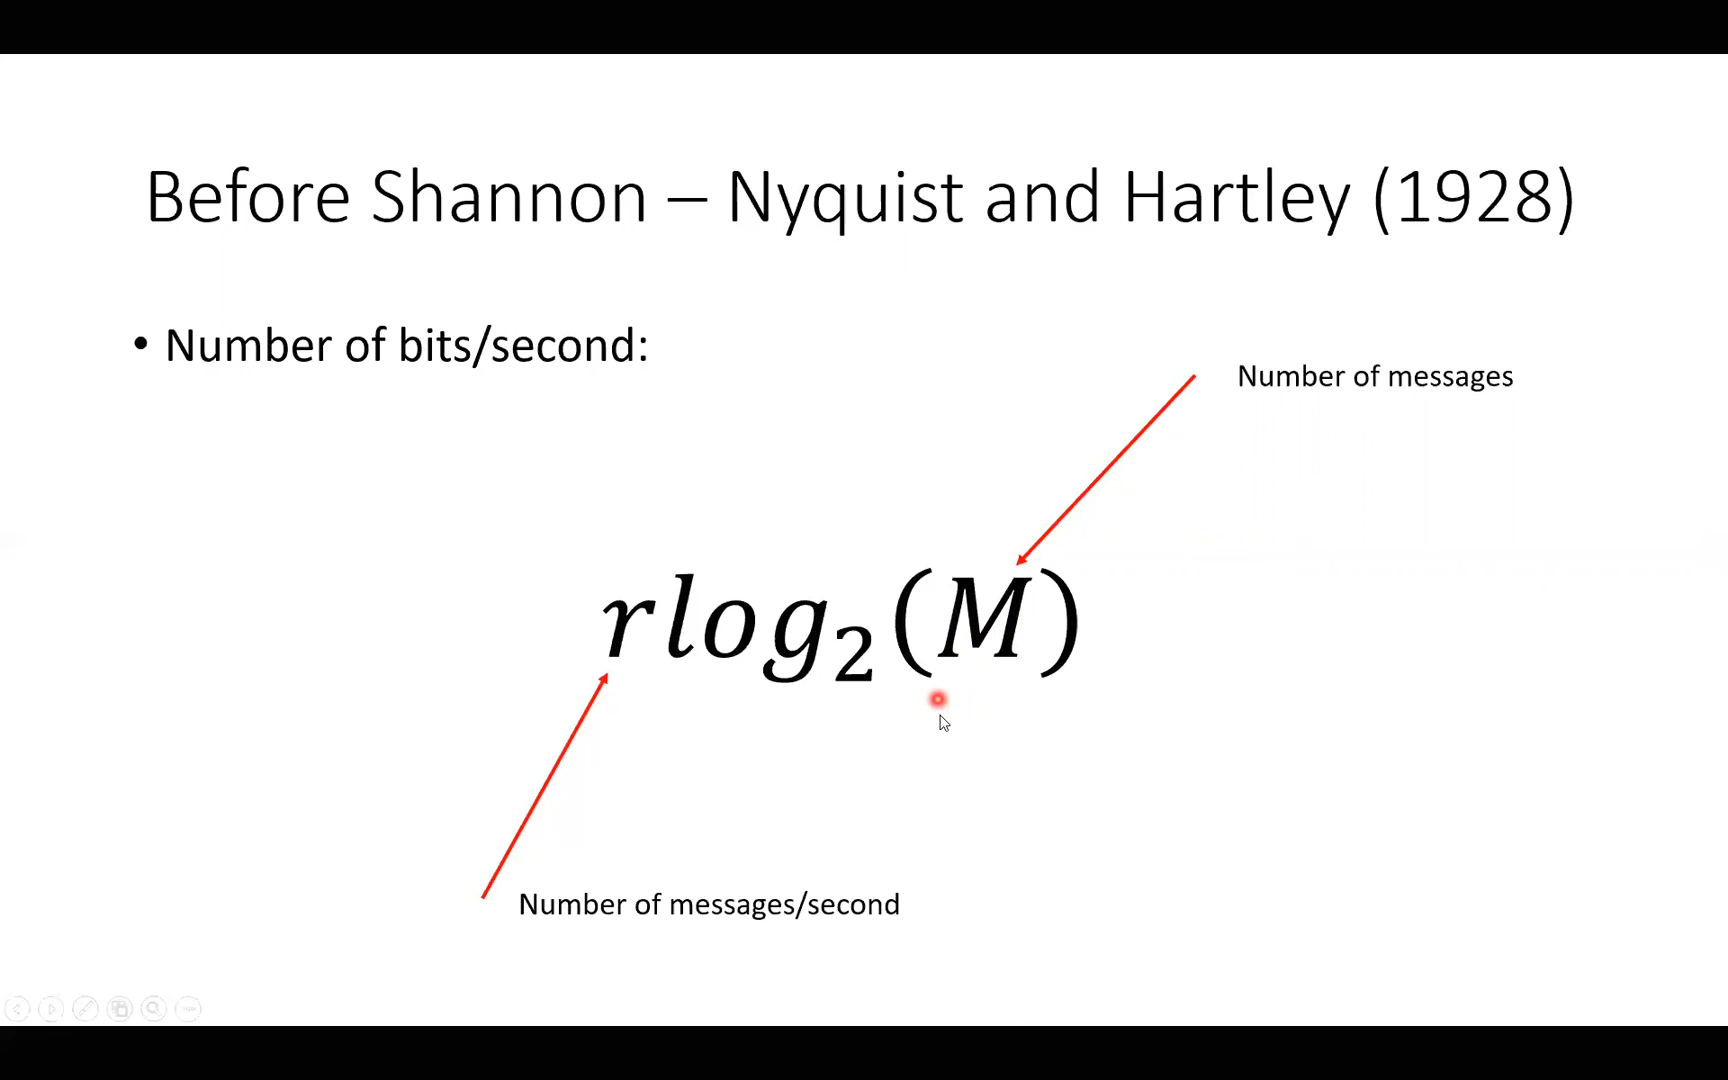 Before Shannon – Nyquist and Hartley (1928)
• Number of bits/second:
Number of messages
rlog₂(M)
Number of messages/second